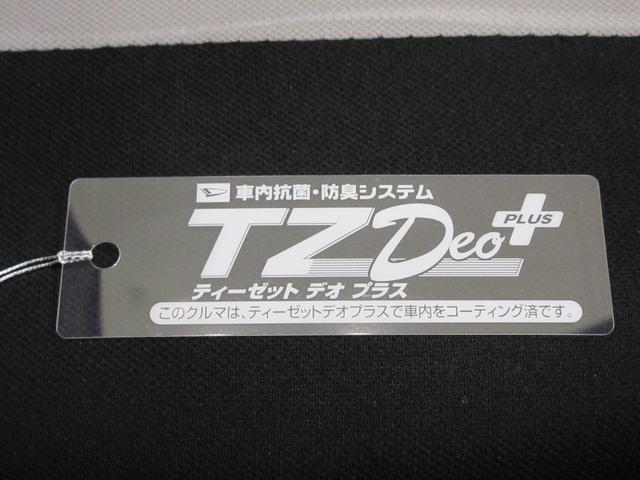 車内抗菌・防臭システム
TZ Deo PLUS
ティーゼット デオ プラス
このクルマは、ティーゼットデオプラスで車内をコーティング済です。